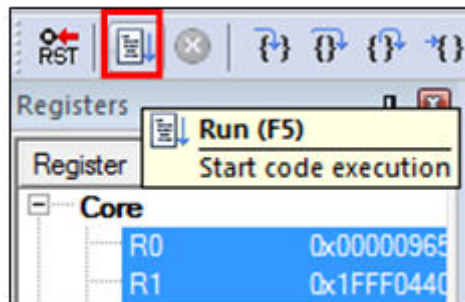 RST
Registers
Run (F5)
Register
Start code execution
Core
R0 0x00000965
R1 0x1FFF0440